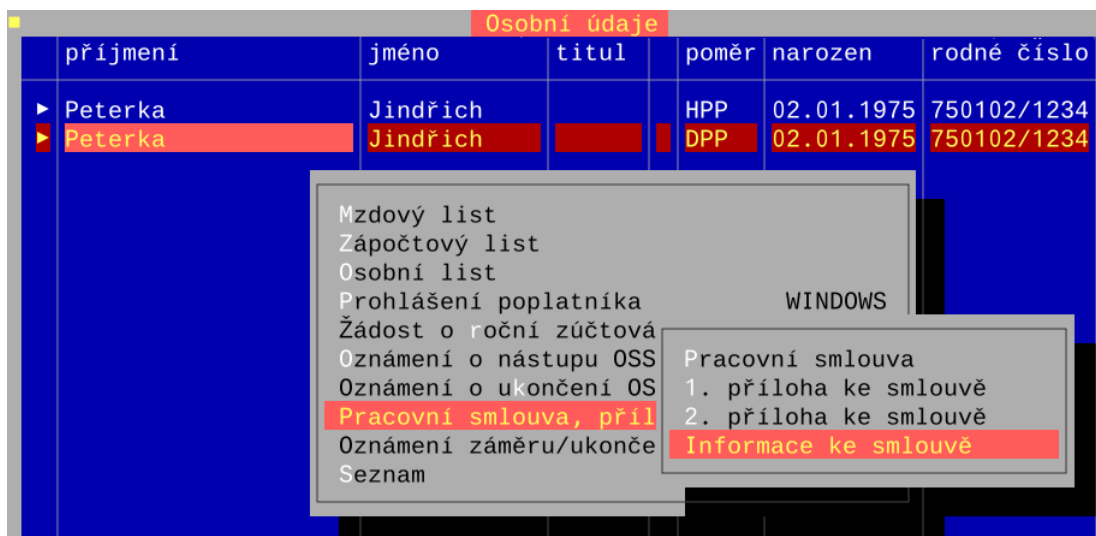 Osobní údaje
příjmení jméno titul poměr narozen rodné číslo
Peterka Jindřich HPP 02.01.1975 750102/1234
Peterka Jindřich DPP 02.01.1975 750102/1234
Mzdový list
Zápočtový list
Osobní list
Prohlášení poplatníka WINDOWS
Žádost o roční zúčtová
Oznámení o nástupu OSS
Oznámení o ukončení OS
Pracovní smlouva, příl
Oznámení záměru/ukonče
Seznam
Pracovní smlouva
1. příloha ke smlouvě
2. příloha ke smlouvě
Informace ke smlouvě